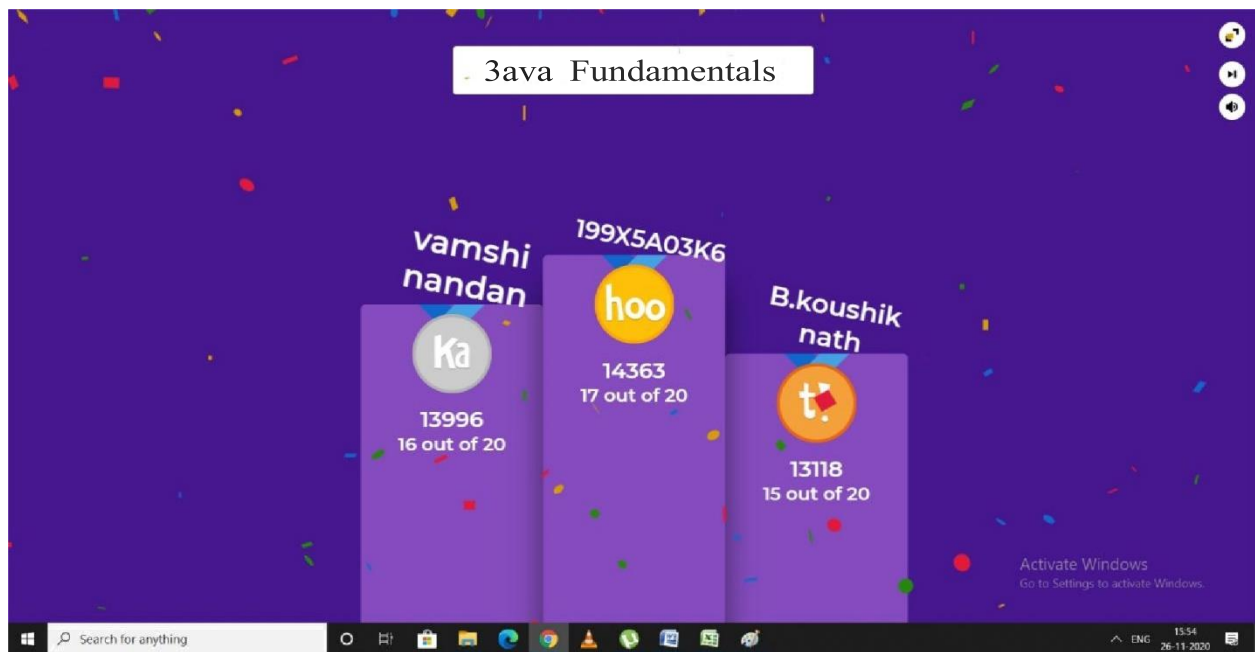 3ava Fundamentals
vamshi
nandan
Ka
13996
16 out of 20
199X5A03K6
hoo
14363
17 out of 20
B.koushik
nath
t!
13118
15 out of 20
Activate Windows
Go to Settings to activate Windows.
Search for anything
ENG
15:54
26-11-2020